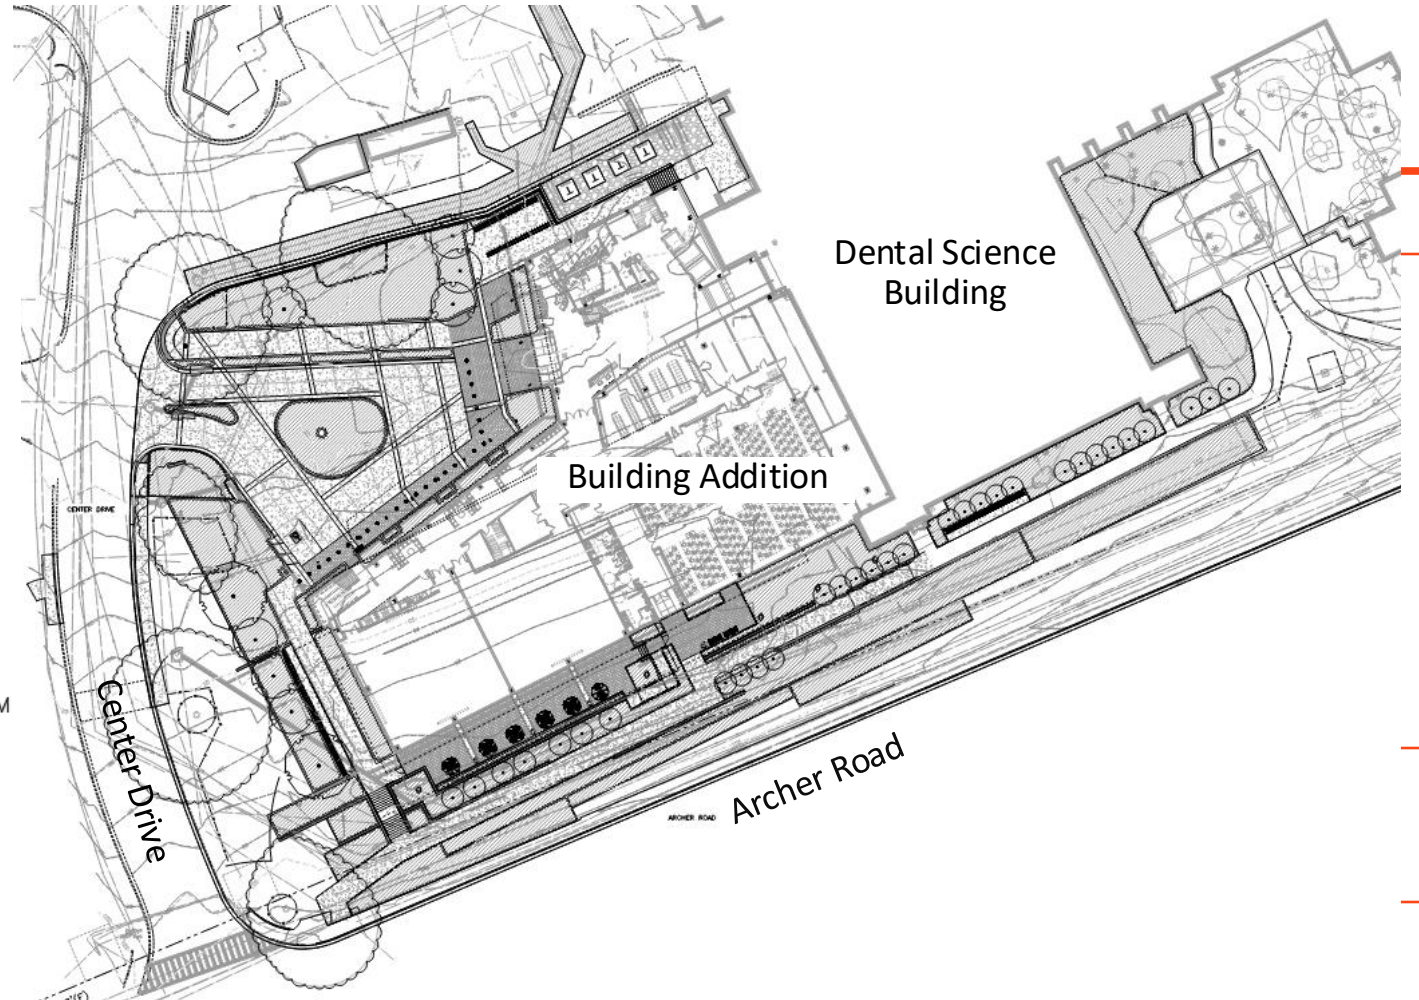 Dental Science
Building
Building Addition
CENTER DRIVE
M
Center Drive
Archer Road
ARCHER ROAD